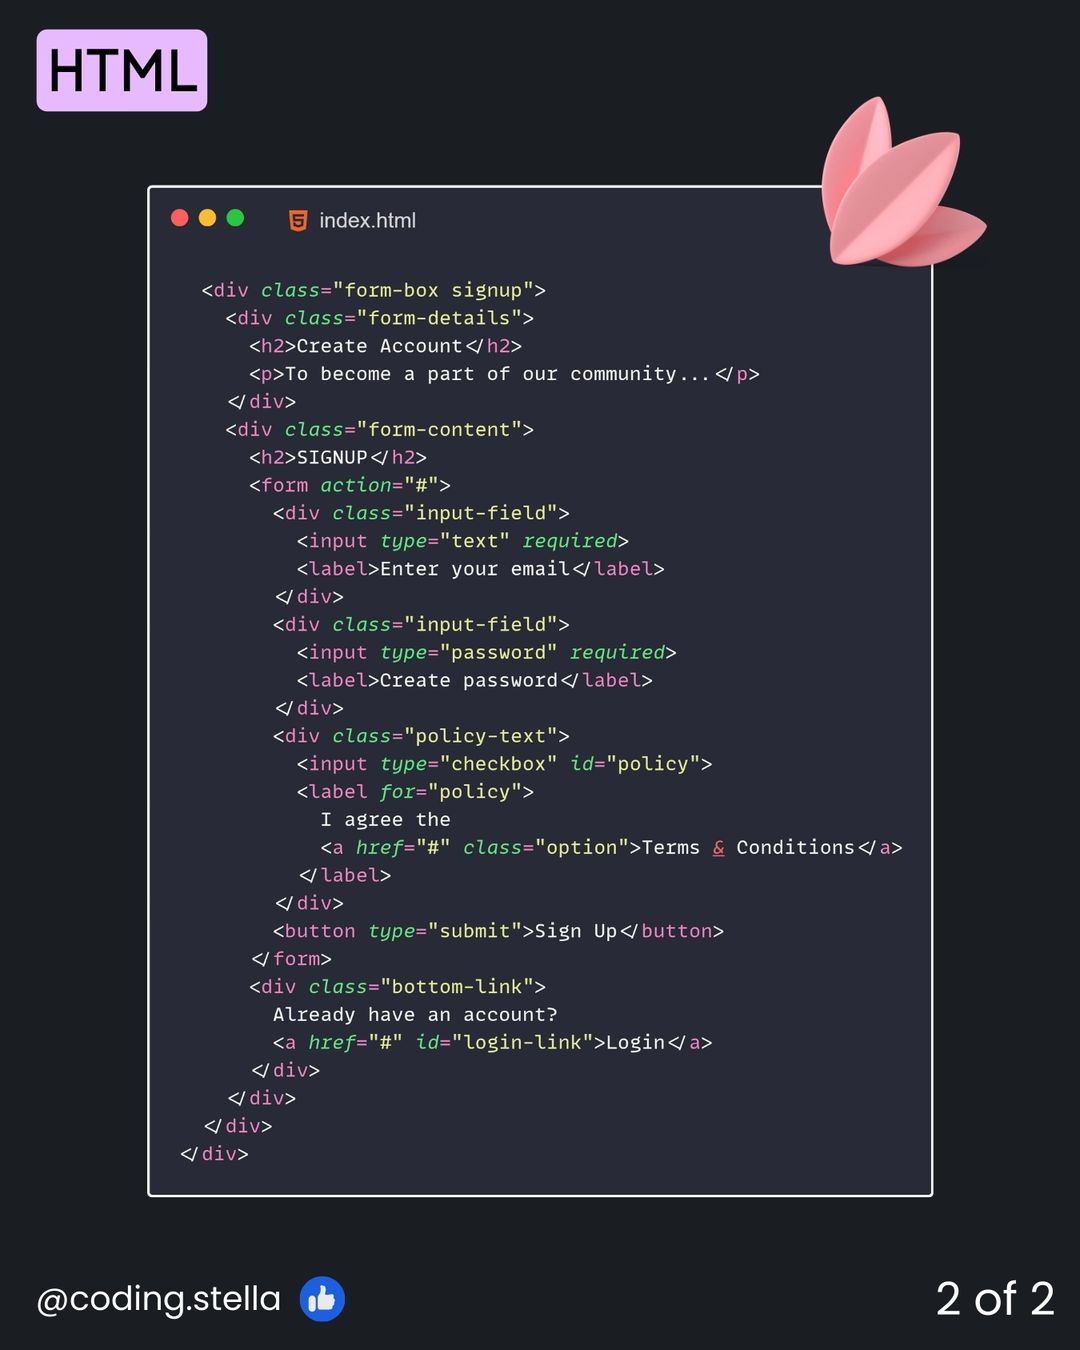 HTML
index.html
<div class="form-box signup">
<div class="form-details">
<h2>Create Account</h2>
<p>To become a part of our community...</p>
</div>
<div class="form-content">
<h2>SIGNUP</h2>
<form action="#">
<div class="input-field">
<input type="text" required>
<label>Enter your email</label>
</div>
<div class="input-field">
<input type="password" required>
<label>Create password</label>
</div>
<div class="policy-text">
<input type="checkbox" id="policy">
<label for="policy">
I agree the
<a href="#" class="option">Terms & Conditions</a>
</label>
</div>
<button type="submit">Sign Up</button>
</form>
<div class="bottom-link">
Already have an account?
<a href="#" id="login-link">Login</a>
</div>
</div>
</div>
</div>
@coding.stella
2 of 2